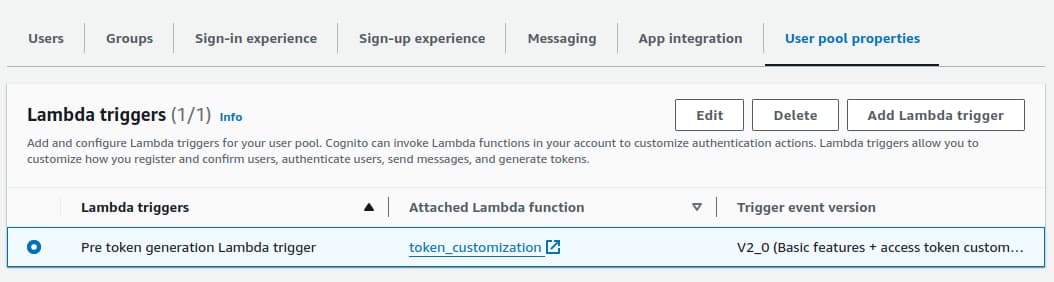 Users Groups Sign-in experience Sign-up experience Messaging App integration User pool properties
Lambda triggers (1/1) Info Edit Delete Add Lambda trigger
Add and configure Lambda triggers for your user pool. Cognito can invoke Lambda functions in your account to customize authentication actions. Lambda triggers allow you to
customize how you register and confirm users, authenticate users, send messages, and generate tokens.
Lambda triggers Attached Lambda function Trigger event version
Pre token generation Lambda trigger token_customization V2_0 (Basic features + access token custom…